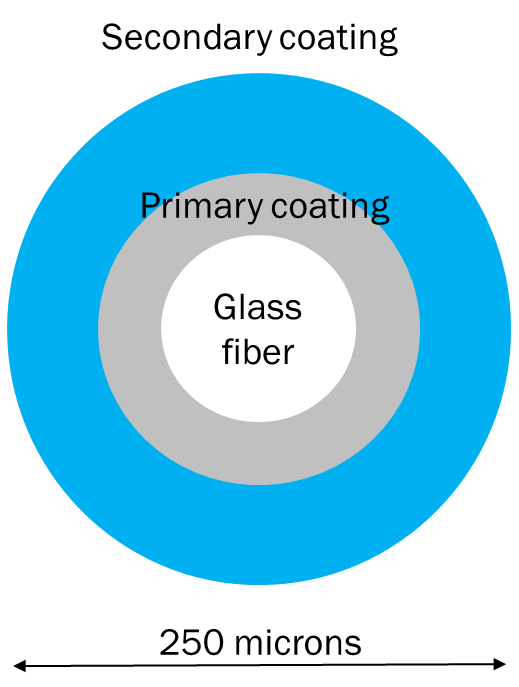 Secondary coating
Primary coating
Glass
fiber
250 microns